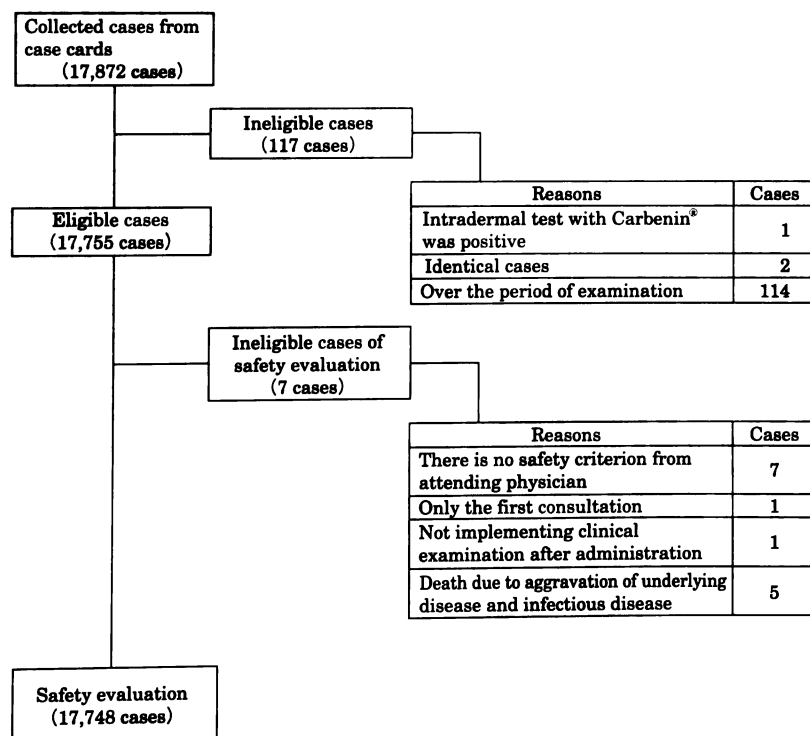 Collected cases from
case cards
(17,872 cases)
Ineligible cases
(117 cases)
Reasons Cases
Intradermal test with Carbenin®
was positive 1
Identical cases 2
Over the period of examination 114
Eligible cases
(17,755 cases)
Ineligible cases of
safety evaluation
(7 cases)
Reasons Cases
There is no safety criterion from
attending physician 7
Only the first consultation 1
Not implementing clinical
examination after administration 1
Death due to aggravation of underlying
disease and infectious disease 5
Safety evaluation
(17,748 cases)